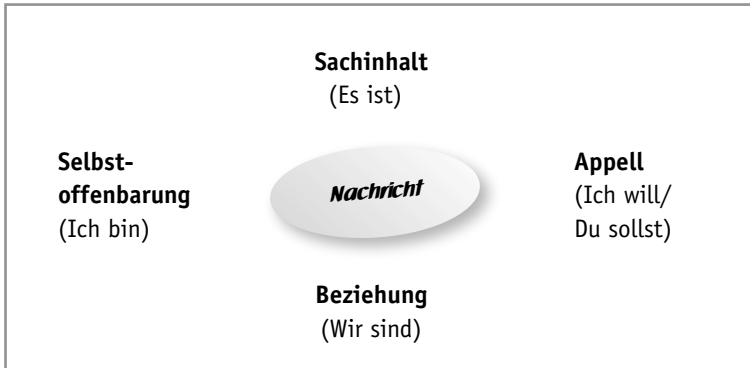 Sachinhalt
(Es ist)
Selbst-
offenbarung
(Ich bin)
Nachricht
Appell
(Ich will/
Du sollst)
Beziehung
(Wir sind)